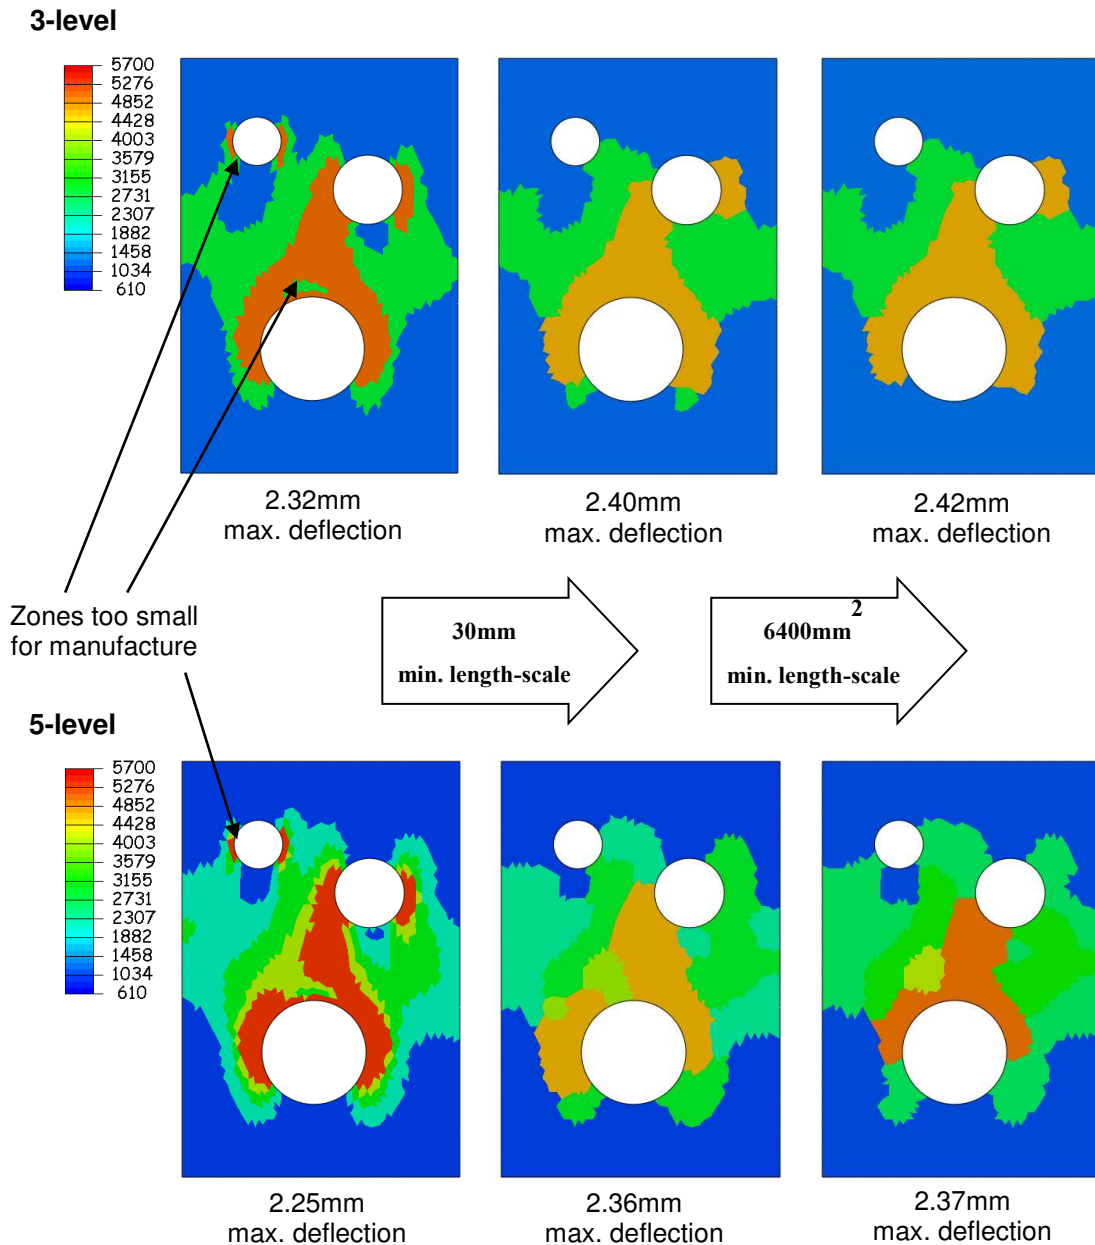 3-level
5700
5276
4852
4428
4003
3579
3155
2731
2307
1882
1458
1034
610
2.32mm
max. deflection
2.40mm
max. deflection
2.42mm
max. deflection
Zones too small
for manufacture
30mm
min. length-scale
6400mm²
min. length-scale
5-level
5700
5276
4852
4428
4003
3579
3155
2731
2307
1882
1458
1034
610
2.25mm
max. deflection
2.36mm
max. deflection
2.37mm
max. deflection